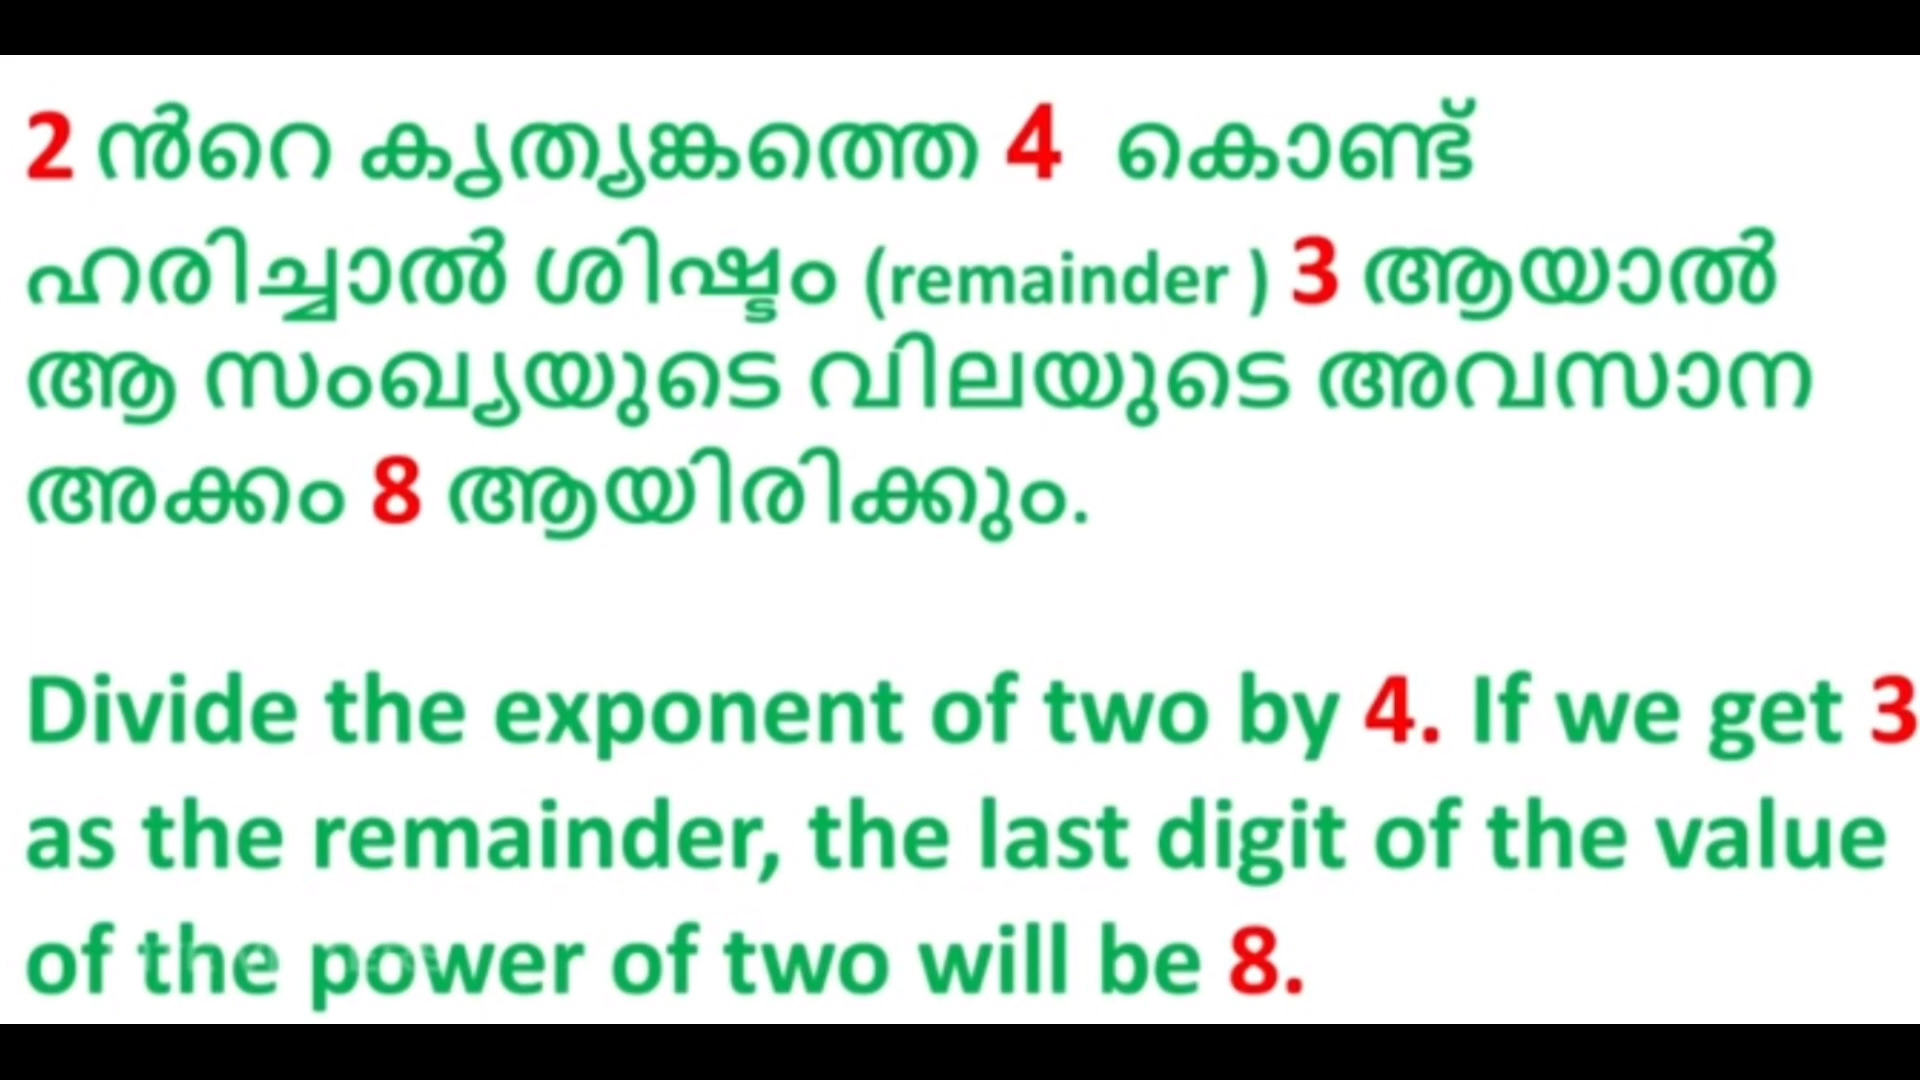 2 ൻറെ കൃത്യങ്കത്തെ 4 കൊണ്ട്
ഹരിച്ചാൽ ശിഷ്ടം (remainder ) 3 ആയാൽ
ആ സംഖ്യയുടെ വിലയുടെ അവസാന
അക്കം 8 ആയിരിക്കും.
Divide the exponent of two by 4. If we get 3
as the remainder, the last digit of the value
of the power of two will be 8.